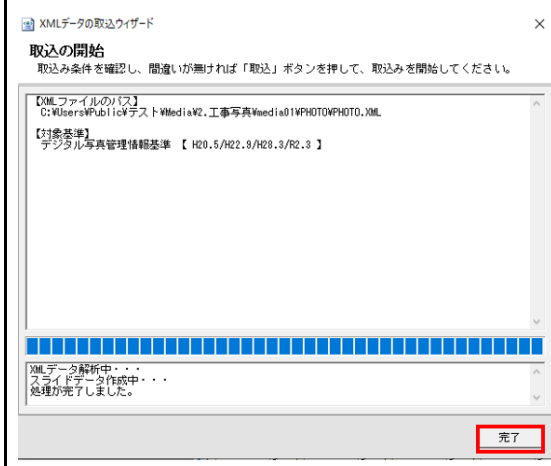 XMLデータの取込ウィザード
取込の開始
取込み条件を確認し、間違いが無ければ「取込」ボタンを押して、取込みを開始してください。
【XMLファイルのパス】
C:¥Users¥Public¥テスト¥Media¥2.工事写真¥media01¥PHOTO¥PHOTO.XML
【対象基準】
デジタル写真管理情報基準 【 H20.5/H22.9/H28.3/R2.3 】
XMLデータ解析中・・・
スライドデータ作成中・・・
処理が完了しました。
完了